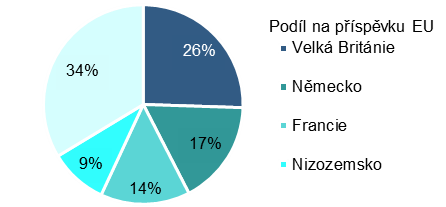 Podíl na příspěvku EU
Velká Británie
Německo
Francie
Nizozemsko
26%
17%
14%
9%
34%